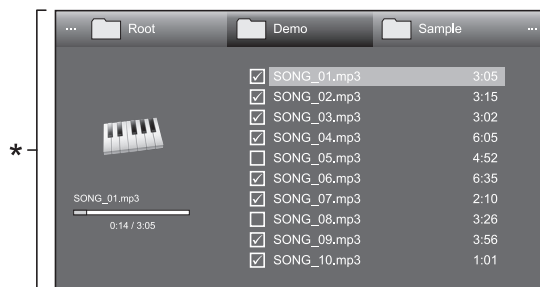 ... Root Demo Sample ...
SONG_01.mp3 3:05
SONG_02.mp3 3:15
SONG_03.mp3 3:02
SONG_04.mp3 6:05
SONG_05.mp3 4:52
SONG_06.mp3 6:35
SONG_07.mp3 2:10
SONG_08.mp3 3:26
SONG_09.mp3 3:56
SONG_10.mp3 1:01
SONG_01.mp3
0:14 / 3:05
*